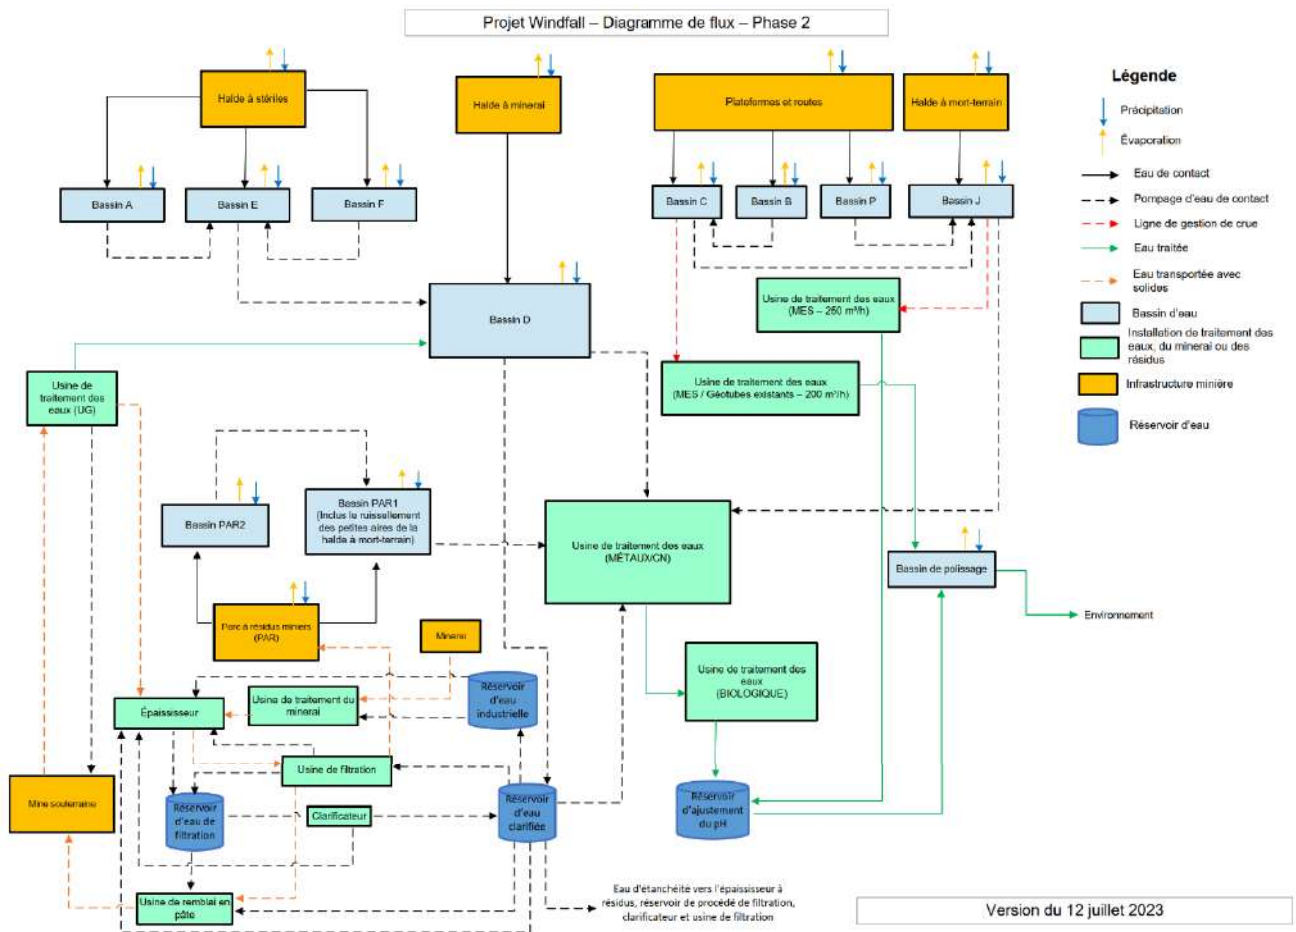 Projet Windfall – Diagramme de flux – Phase 2
Halde à stériles
Halde à minerai
Plateformes et routes
Halde à mort-terrain
Légende
Précipitation
Évaporation
Eau de contact
Pompage d'eau de contact
Ligne de gestion de crue
Eau traitée
Eau transportée avec
solides
Bassin d'eau
Installation de traitement des
eaux, du minerai ou des
résidus
Infrastructure minière
Réservoir d'eau
Bassin A
Bassin E
Bassin F
Bassin C
Bassin B
Bassin P
Bassin J
Bassin D
Usine de traitement des eaux
(MES – 250 m³/h)
Usine de traitement des eaux
(MES / Géotubes existants – 200 m³/h)
Usine de
traitement des
eaux (UG)
Bassin PAR2
Bassin PAR1
(Inclus le ruissellement
des petites aires de la
halde à mort-terrain)
Usine de traitement des eaux
(MÉTAUX/CN)
Bassin de polissage
Environnement
Parc à résidus miniers
(PAR)
Minerai
Usine de traitement des
eaux
(BIOLOGIQUE)
Épaississeur
Usine de traitement du
minerai
Réservoir
d'eau
industrielle
Usine de filtration
Mine souterraine
Réservoir
d'eau de
filtration
Clarificateur
Réservoir
d'eau
clarifiée
Réservoir
d'ajustement
du pH
Usine de remblai en
pâte
Eau d'étanchéité vers l'épaississeur à
résidus, réservoir de procédé de filtration,
clarificateur et usine de filtration
Version du 12 juillet 2023